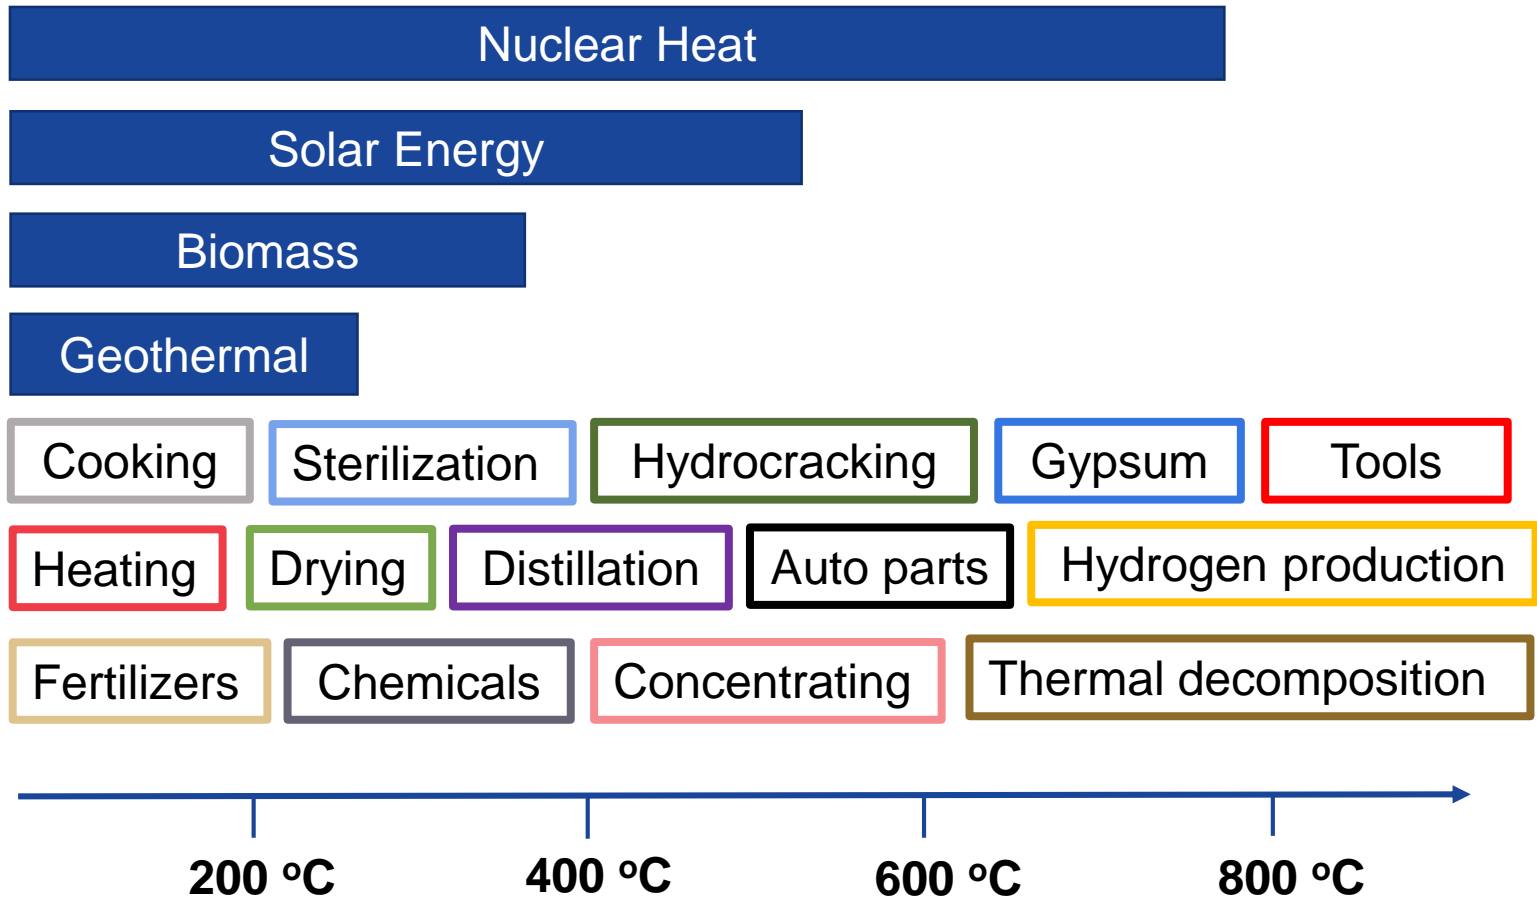 Nuclear Heat
Solar Energy
Biomass
Geothermal
Cooking Sterilization Hydrocracking Gypsum Tools
Heating Drying Distillation Auto parts Hydrogen production
Fertilizers Chemicals Concentrating Thermal decomposition
200 ºC 400 ºC 600 ºC 800 ºC